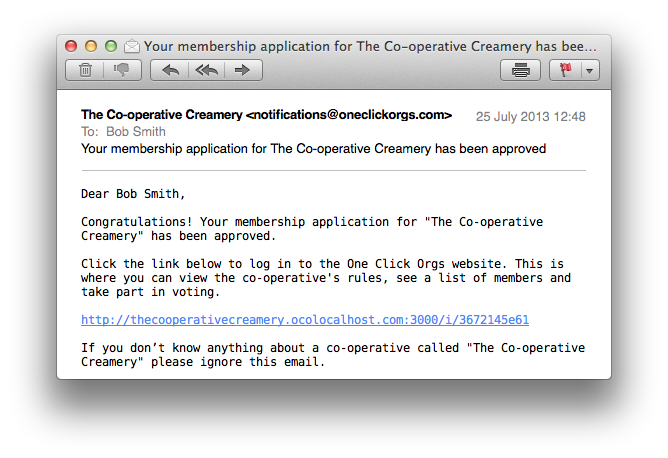 Your membership application for The Co-operative Creamery has bee...
The Co-operative Creamery <notifications@oneclickorgs.com>
25 July 2013 12:48
To: Bob Smith
Your membership application for The Co-operative Creamery has been approved
Dear Bob Smith,
Congratulations! Your membership application for "The Co-operative
Creamery" has been approved.
Click the link below to log in to the One Click Orgs website. This is
where you can view the co-operative's rules, see a list of members and
take part in voting.
http://thecooperativecreamery.ocolocalhost.com:3000/i/3672145e61
If you don’t know anything about a co-operative called "The Co-operative
Creamery" please ignore this email.